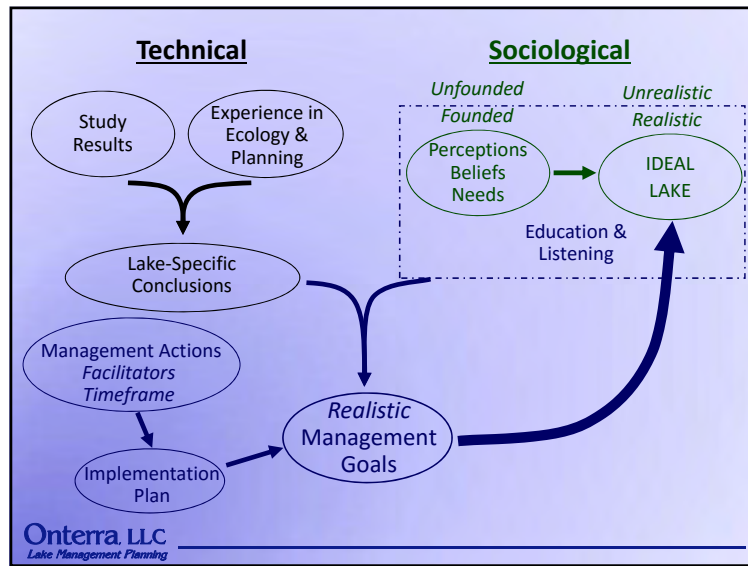 Technical
Sociological
Study
Results
Experience in
Ecology &
Planning
Unfounded
Founded
Unrealistic
Realistic
Perceptions
Beliefs
Needs
IDEAL
LAKE
Education &
Listening
Lake-Specific
Conclusions
Management Actions
Facilitators
Timeframe
Implementation
Plan
Realistic
Management
Goals
Onterra, LLC
Lake Management Planning